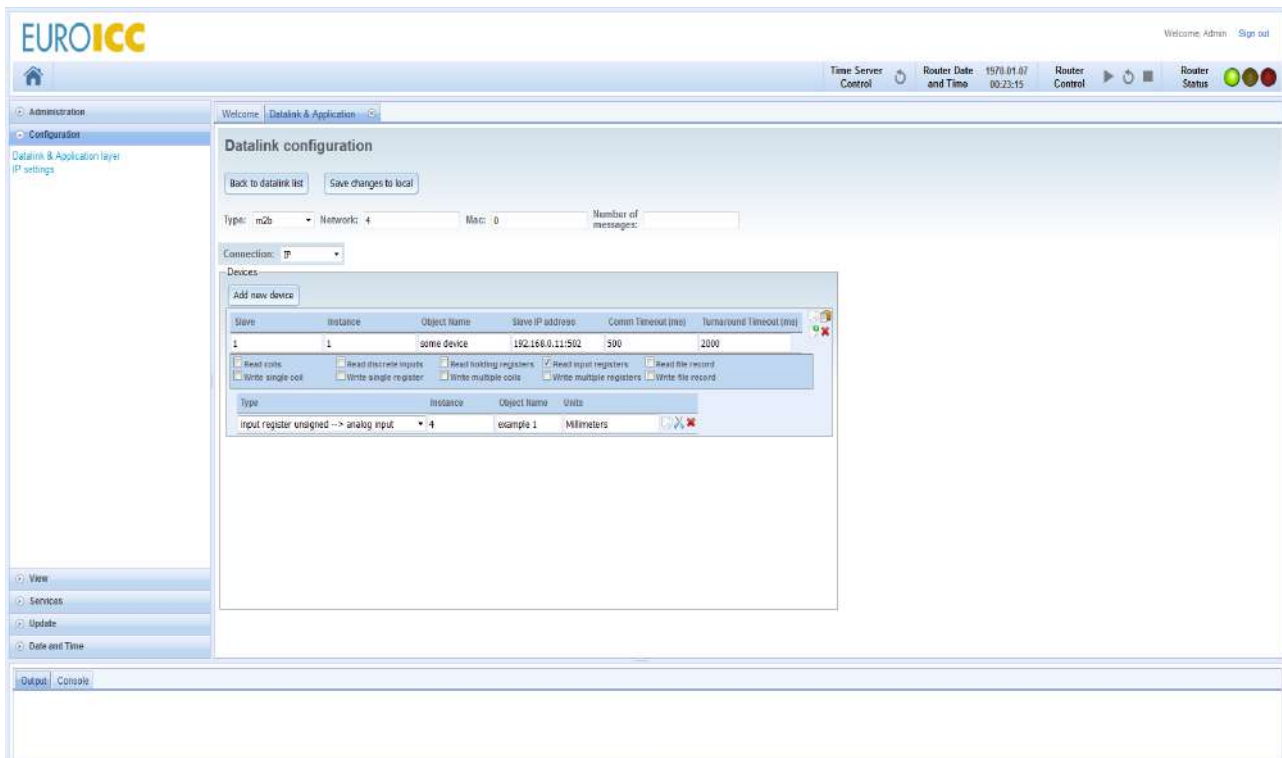 EUROICC
Welcome, Admin Sign out
Time Server Control
Router Date and Time
1970.01.07 00:23:15
Router Control
Router Status
Administration
Configuration
Datalink & Application layer
IP settings
View
Services
Update
Date and Time
Welcome
Datalink & Application
Datalink configuration
Back to datalink list
Save changes to local
Type: m2b Network: 4 Mac: 0 Number of messages:
Connection: IP
Devices
Add new device
Slave Instance Object Name Slave IP address Comm Timeout (ms) Turnaround Timeout (ms)
1 1 some device 192.168.0.11:502 500 2000
Read coils Read discrete inputs Read holding registers Read input registers Read file record
Write single coil Write single register Write multiple coils Write multiple registers Write file record
Type Instance Object Name Units
input register unsigned --> analog input 4 example 1 Millimeters
Output Console